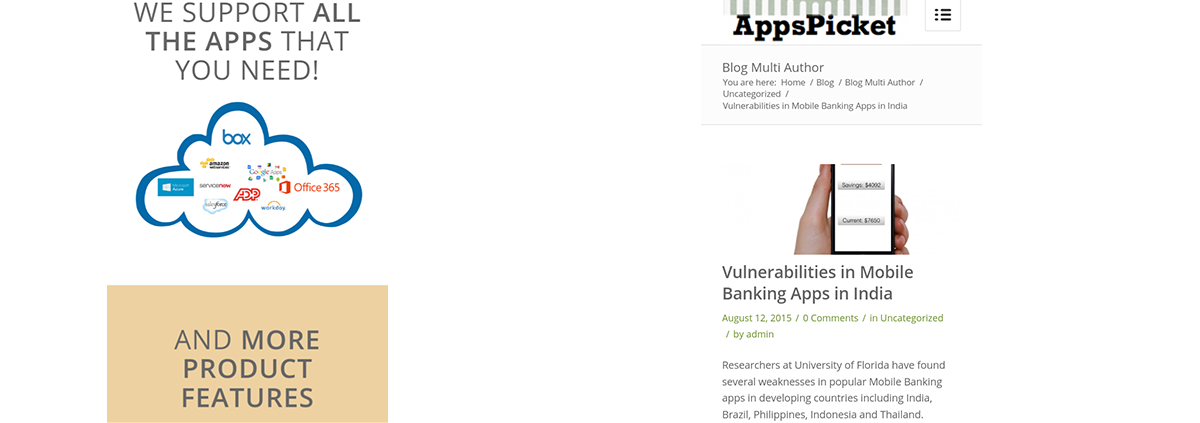 WE SUPPORT ALL
THE APPS THAT
YOU NEED!
box
amazon
web services
Google Apps
Microsoft
Azure
servicenow
ADP
Office 365
salesforce
workday
AND MORE
PRODUCT
FEATURES
AppsPicket
Blog Multi Author
You are here: Home / Blog / Blog Multi Author /
Uncategorized /
Vulnerabilities in Mobile Banking Apps in India
Savings: $4092
Current: $7650
Vulnerabilities in Mobile
Banking Apps in India
August 12, 2015 / 0 Comments / in Uncategorized
/ by admin
Researchers at University of Florida have found
several weaknesses in popular Mobile Banking
apps in developing countries including India,
Brazil, Philippines, Indonesia and Thailand.